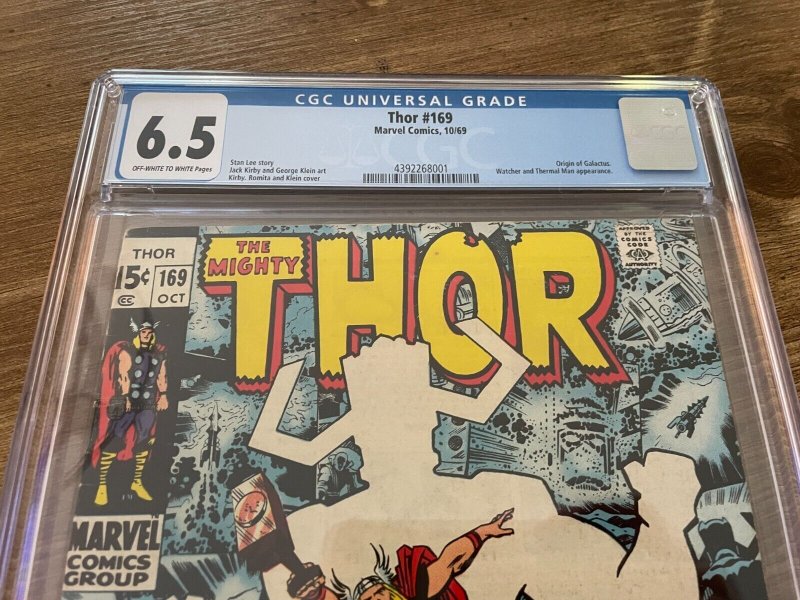 CGC UNIVERSAL GRADE
6.5
OFF-WHITE TO WHITE Pages
Thor #169
Marvel Comics, 10/69
Stan Lee story
Jack Kirby and George Klein art
Kirby, Romita and Klein cover
4392268001
Origin of Galactus.
Watcher and Thermal Man appearance.
CGC
THOR
15¢ 169
CC OCT
THE
MIGHTY
THOR
APPROVED
BY THE
COMICS
CODE
AUTHORITY
MARVEL
COMICS
GROUP